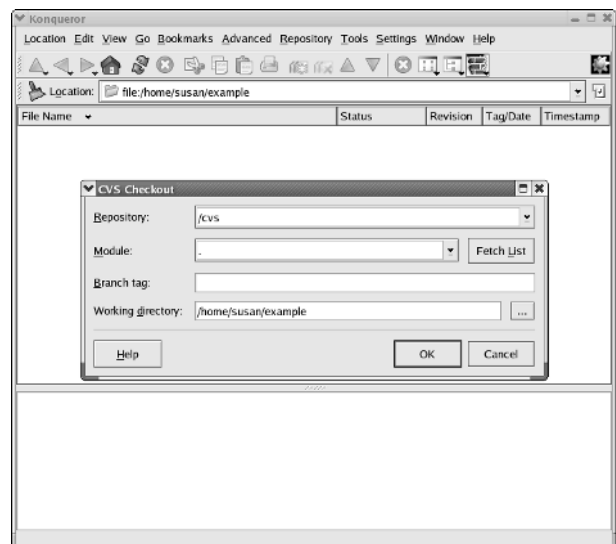 Konqueror
Location Edit View Go Bookmarks Advanced Repository Tools Settings Window Help
Location: file:/home/susan/example
File Name Status Revision Tag/Date Timestamp
CVS Checkout
Repository: /cvs
Module: . Fetch List
Branch tag:
Working directory: /home/susan/example ...
Help OK Cancel